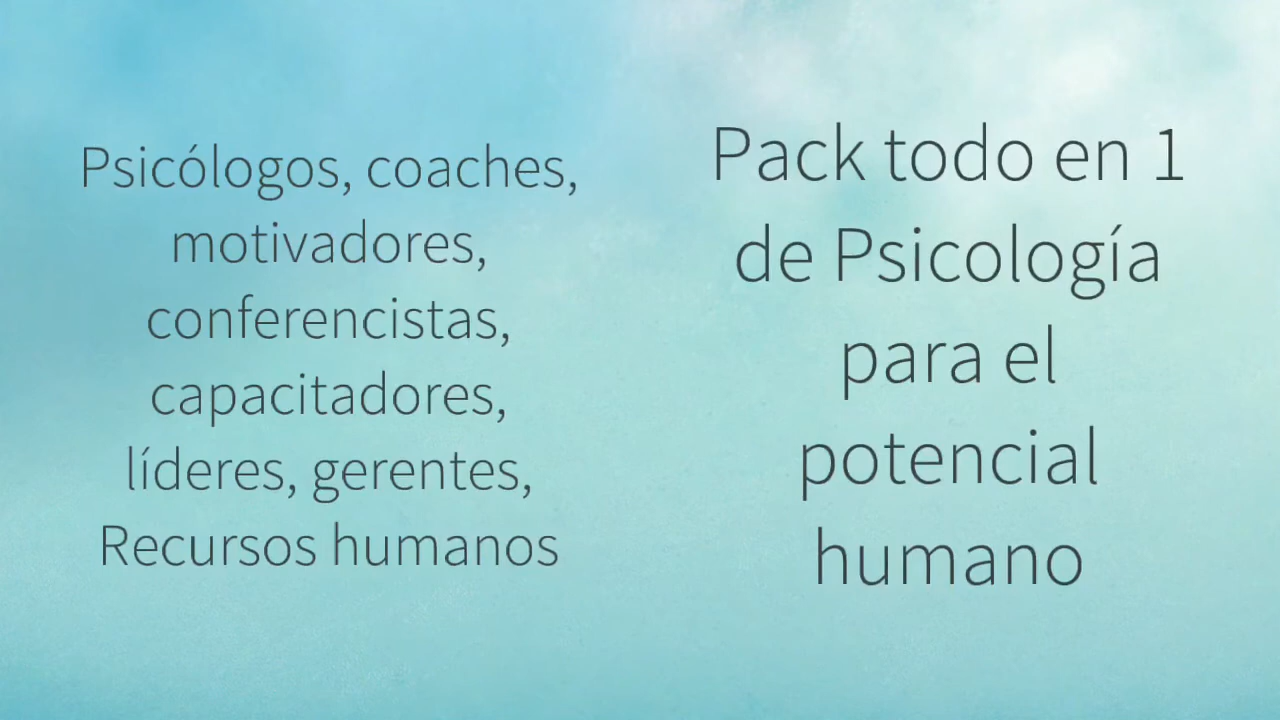 Psicólogos, coaches,
motivadores,
conferencistas,
capacitadores,
líderes, gerentes,
Recursos humanos
Pack todo en 1
de Psicología
para el
potencial
humano